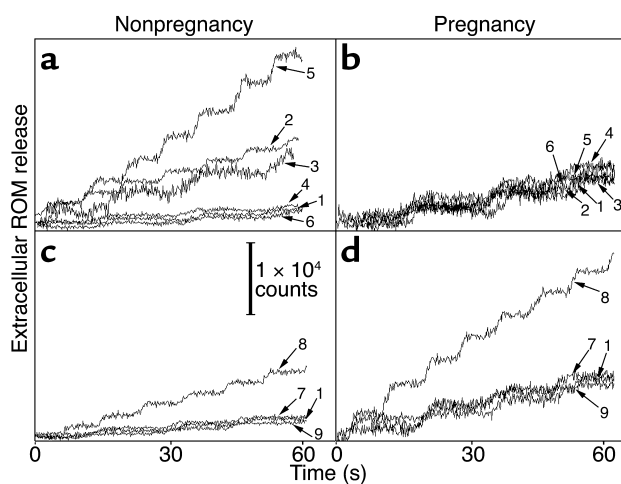 Nonpregnancy
Pregnancy
Extracellular ROM release
a
5
2
3
4
1
6
b
4
5
6
3
1
2
c
1 × 10⁴
counts
8
7
1
9
d
8
7
1
9
0
30
60
0
30
60
Time (s)